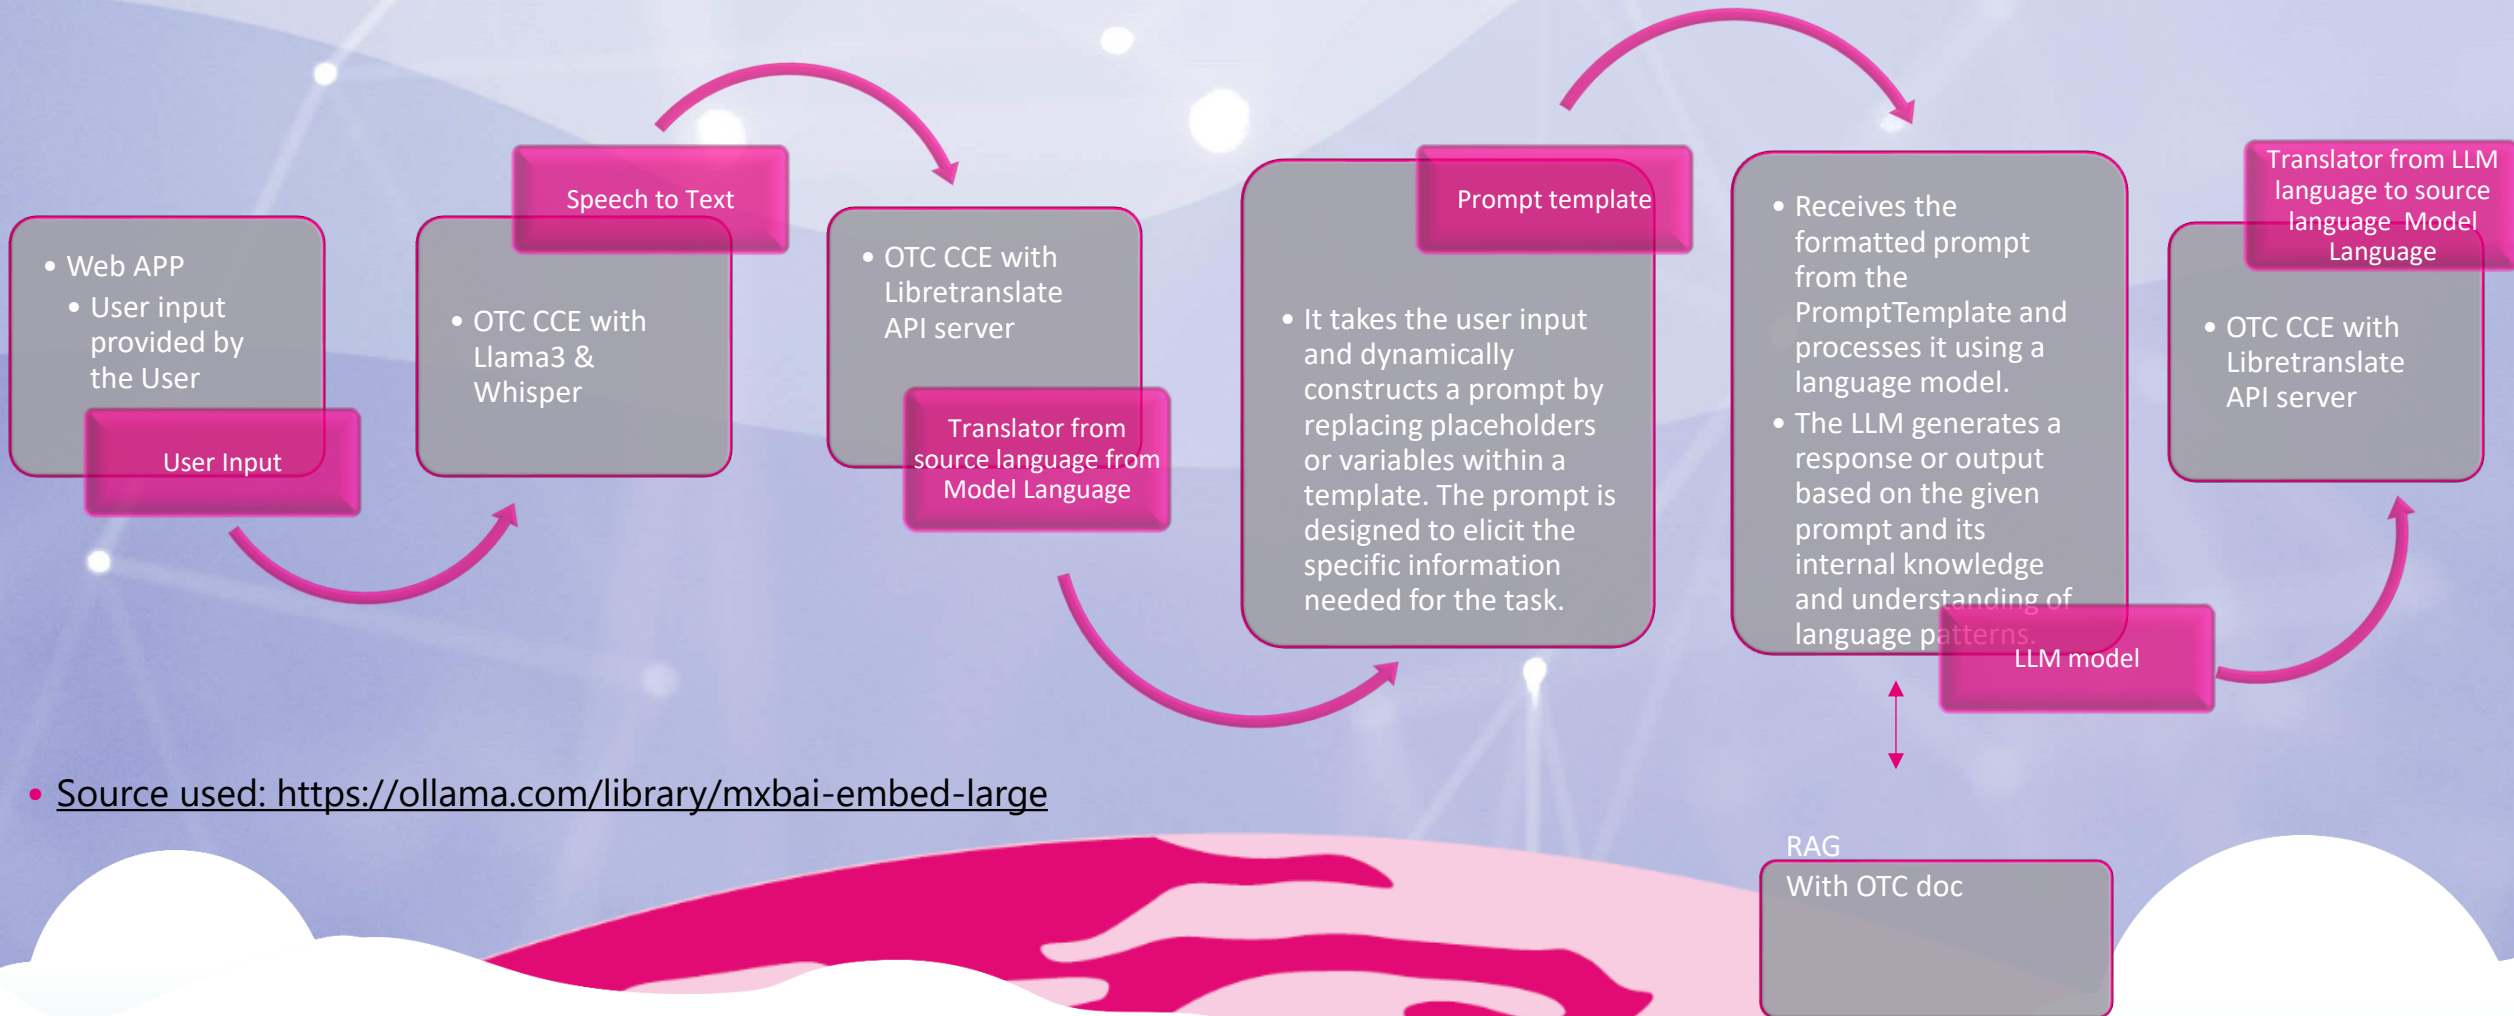 • Web APP
• User input
provided by
the User
User Input
Speech to Text
• OTC CCE with
Llama3 &
Whisper
• OTC CCE with
Libretranslate
API server
Translator from
source language from
Model Language
Prompt template
• It takes the user input
and dynamically
constructs a prompt by
replacing placeholders
or variables within a
template. The prompt is
designed to elicit the
specific information
needed for the task.
• Receives the
formatted prompt
from the
PromptTemplate and
processes it using a
language model.
• The LLM generates a
response or output
based on the given
prompt and its
internal knowledge
and understanding of
language patterns.
LLM model
Translator from LLM
language to source
language  Model
Language
• OTC CCE with
Libretranslate
API server
• Source used: https://ollama.com/library/mxbai-embed-large
RAG
With OTC doc